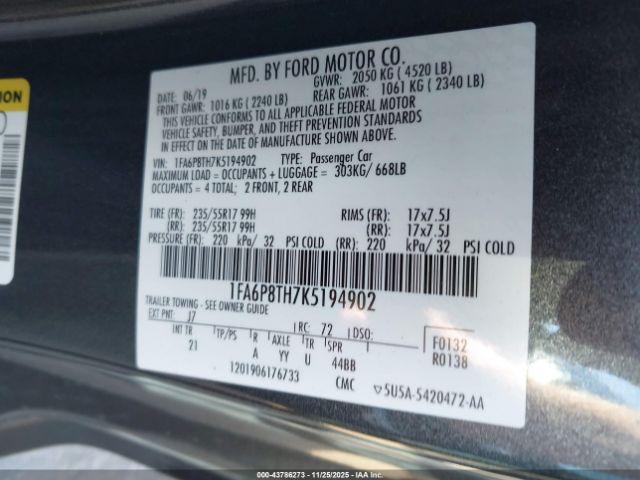 MFD. BY FORD MOTOR CO.
DATE: 06/19 GVWR: 2050 KG ( 4520 LB)
FRONT GAWR: 1016 KG ( 2240 LB) REAR GAWR: 1061 KG ( 2340 LB)
THIS VEHICLE CONFORMS TO ALL APPLICABLE FEDERAL MOTOR
VEHICLE SAFETY, BUMPER, AND THEFT PREVENTION STANDARDS
IN EFFECT ON THE DATE OF MANUFACTURE SHOWN ABOVE.
VIN: 1FA6P8TH7K5194902 TYPE: Passenger Car
MAXIMUM LOAD = OCCUPANTS + LUGGAGE = 303KG/ 668LB
OCCUPANTS = 4 TOTAL; 2 FRONT, 2 REAR
TIRE (FR): 235/55R17 99H RIMS (FR): 17x7.5J
(RR): 235/55R17 99H (RR): 17x7.5J
PRESSURE (FR): 220 kPa/ 32 PSI COLD (RR): 220 kPa/ 32 PSI COLD
1FA6P8TH7K5194902
TRAILER TOWING - SEE OWNER GUIDE
EXT PNT: J7 RC: 72 DSO:
INT TR TP/PS R AXLE TR SPR F0132
21 A YY U 44BB R0138
1201906176733 CMC 5USA-5420472-AA
© IAA - 43786273 - 11/25/2025 - IAAI.com